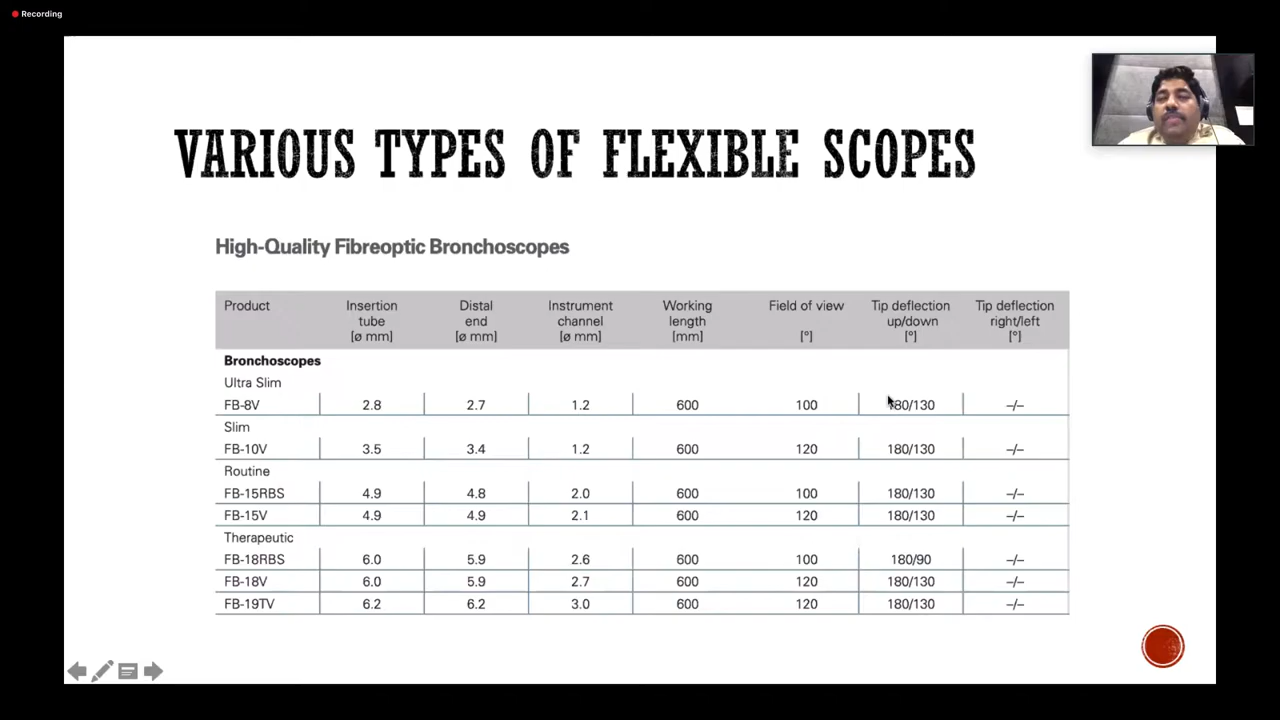 Recording
VARIOUS TYPES OF FLEXIBLE SCOPES
High-Quality Fibreoptic Bronchoscopes
Product Insertion tube [ø mm] Distal end [ø mm] Instrument channel [ø mm] Working length [mm] Field of view [°] Tip deflection up/down [°] Tip deflection right/left [°]
Bronchoscopes
Ultra Slim
FB-8V 2.8 2.7 1.2 600 100 180/130 –/–
Slim
FB-10V 3.5 3.4 1.2 600 120 180/130 –/–
Routine
FB-15RBS 4.9 4.8 2.0 600 100 180/130 –/–
FB-15V 4.9 4.9 2.1 600 120 180/130 –/–
Therapeutic
FB-18RBS 6.0 5.9 2.6 600 100 180/90 –/–
FB-18V 6.0 5.9 2.7 600 120 180/130 –/–
FB-19TV 6.2 6.2 3.0 600 120 180/130 –/–